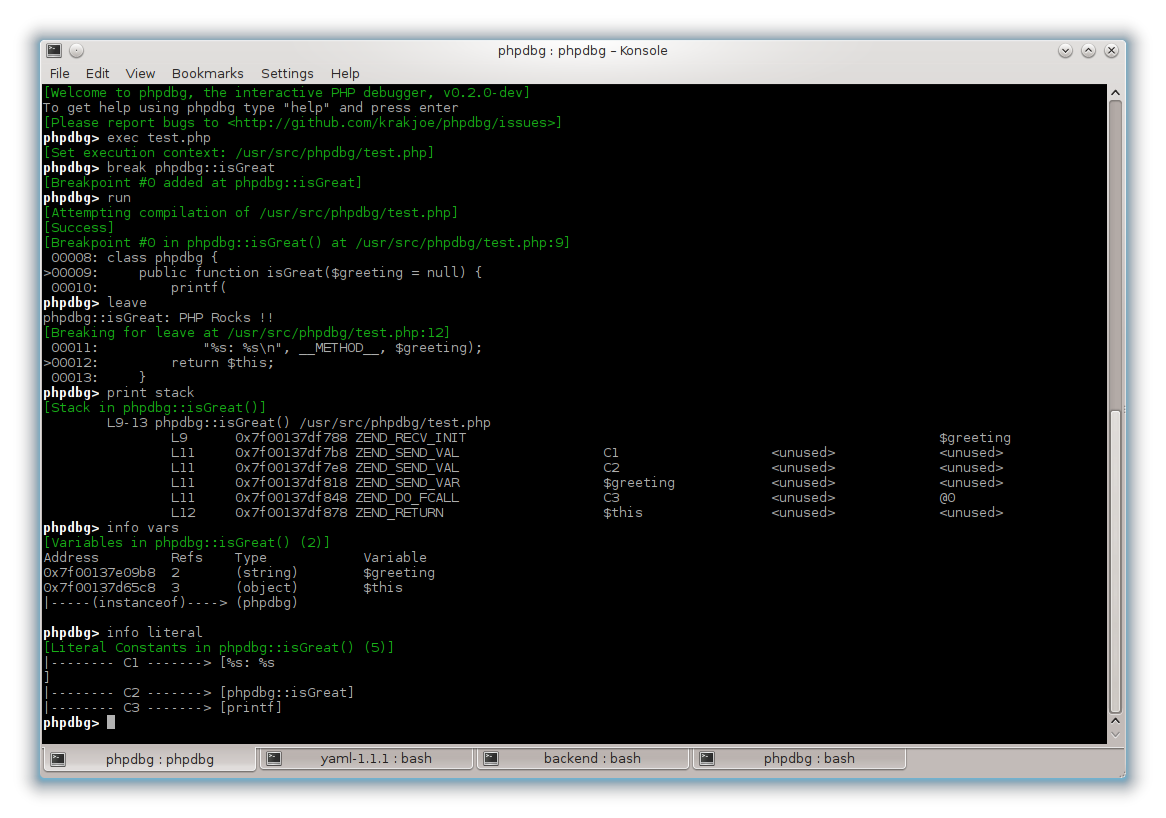 phpdbg : phpdbg – Konsole
File Edit View Bookmarks Settings Help
[Welcome to phpdbg, the interactive PHP debugger, v0.2.0-dev]
To get help using phpdbg type "help" and press enter
[Please report bugs to <http://github.com/krakjoe/phpdbg/issues>]
phpdbg> exec test.php
[Set execution context: /usr/src/phpdbg/test.php]
phpdbg> break phpdbg::isGreat
[Breakpoint #0 added at phpdbg::isGreat]
phpdbg> run
[Attempting compilation of /usr/src/phpdbg/test.php]
[Success]
[Breakpoint #0 in phpdbg::isGreat() at /usr/src/phpdbg/test.php:9]
 00008: class phpdbg {
>00009:     public function isGreat($greeting = null) {
 00010:         printf(
phpdbg> leave
phpdbg::isGreat: PHP Rocks !!
[Breaking for leave at /usr/src/phpdbg/test.php:12]
 00011:             "%s: %s\n", __METHOD__, $greeting);
>00012:         return $this;
 00013:     }
phpdbg> print stack
[Stack in phpdbg::isGreat()]
        L9-13 phpdbg::isGreat() /usr/src/phpdbg/test.php
                L9      0x7f00137df788 ZEND_RECV_INIT                                                           $greeting
                L11     0x7f00137df7b8 ZEND_SEND_VAL                  C1                   <unused>             <unused>
                L11     0x7f00137df7e8 ZEND_SEND_VAL                  C2                   <unused>             <unused>
                L11     0x7f00137df818 ZEND_SEND_VAR                  $greeting            <unused>             <unused>
                L11     0x7f00137df848 ZEND_DO_FCALL                  C3                   <unused>             @0
                L12     0x7f00137df878 ZEND_RETURN                    $this                <unused>             <unused>
phpdbg> info vars
[Variables in phpdbg::isGreat() (2)]
Address         Refs    Type            Variable
0x7f00137e09b8  2       (string)        $greeting
0x7f00137d65c8  3       (object)        $this
|-----(instanceof)----> (phpdbg)
phpdbg> info literal
[Literal Constants in phpdbg::isGreat() (5)]
|-------- C1 -------> [%s: %s
]
|-------- C2 -------> [phpdbg::isGreat]
|-------- C3 -------> [printf]
phpdbg>
phpdbg : phpdbg yaml-1.1.1 : bash backend : bash phpdbg : bash